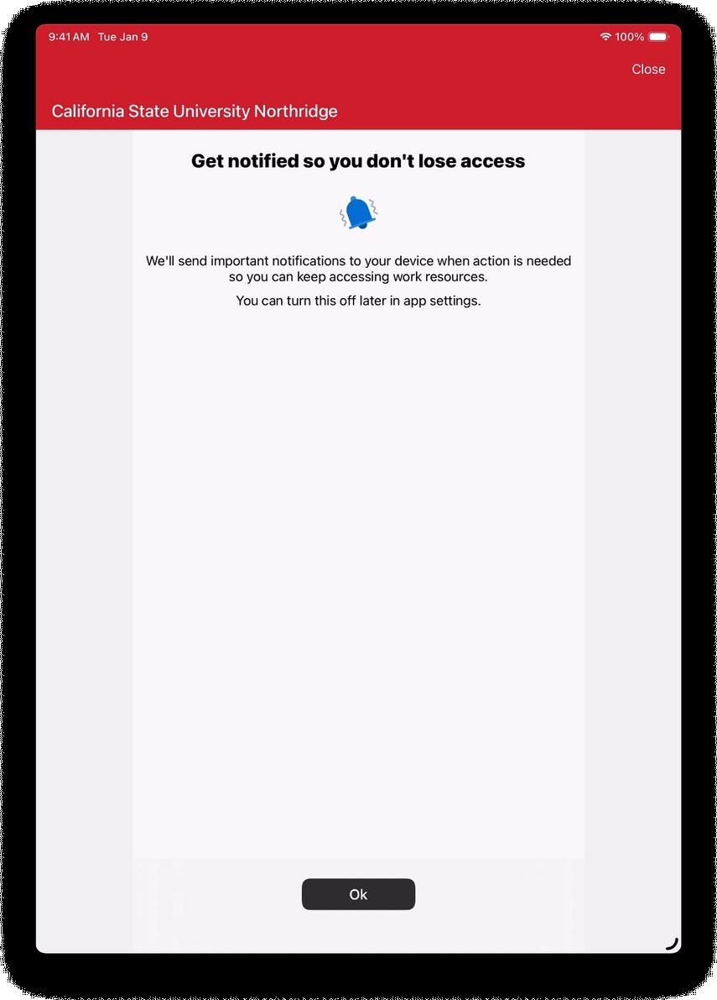 9:41 AM Tue Jan 9 100%
Close
California State University Northridge
Get notified so you don't lose access
We'll send important notifications to your device when action is needed
so you can keep accessing work resources.
You can turn this off later in app settings.
Ok